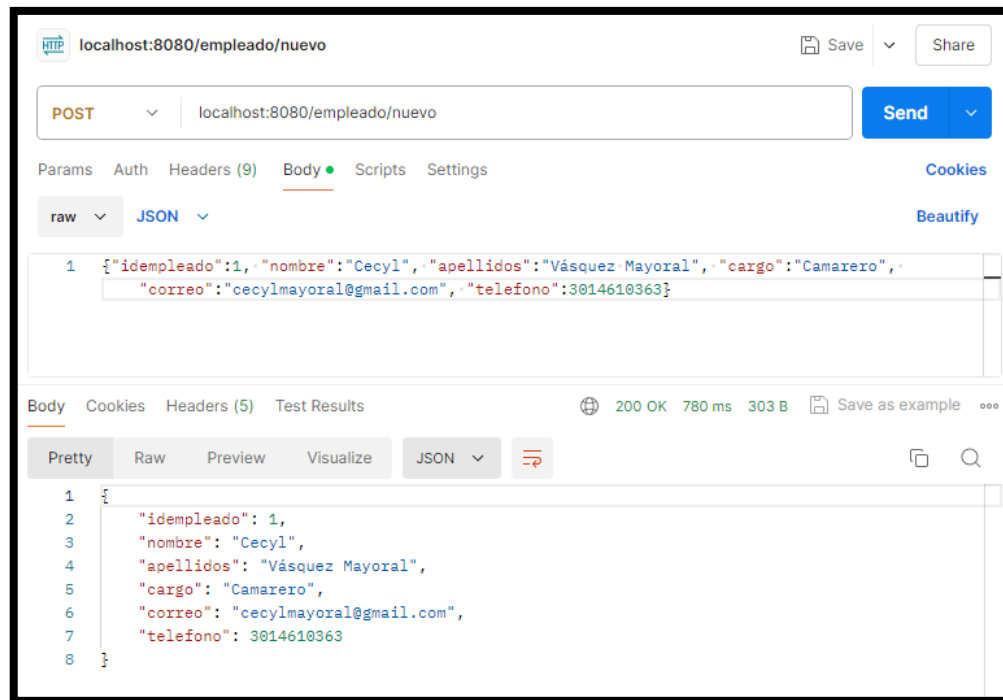 HTTP localhost:8080/empleado/nuevo Save Share
POST localhost:8080/empleado/nuevo Send
Params Auth Headers (9) Body Scripts Settings Cookies
raw JSON Beautify
1 {"idempleado":1, "nombre":"Cecyl", "apellidos":"Vásquez Mayoral", "cargo":"Camarero",
"correo":"cecylmayoral@gmail.com", "telefono":3014610363}
Body Cookies Headers (5) Test Results 200 OK 780 ms 303 B Save as example
Pretty Raw Preview Visualize JSON
1 {
2 "idempleado": 1,
3 "nombre": "Cecyl",
4 "apellidos": "Vásquez Mayoral",
5 "cargo": "Camarero",
6 "correo": "cecylmayoral@gmail.com",
7 "telefono": 3014610363
8 }